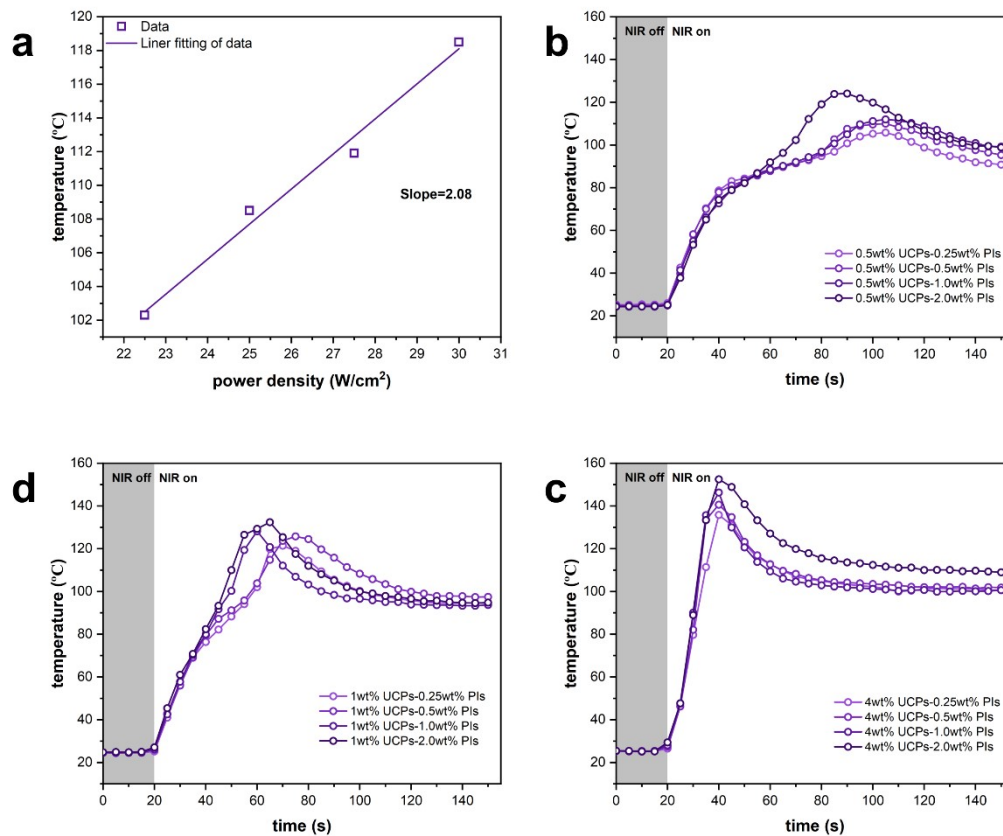 a
Data
Liner fitting of data
Slope=2.08
120
118
116
114
112
110
108
106
104
102
temperature (°C)
22 23 24 25 26 27 28 29 30 31
power density (W/cm²)
b
NIR off NIR on
160
140
120
100
80
60
40
20
temperature (°C)
0.5wt% UCPs-0.25wt% PIs
0.5wt% UCPs-0.5wt% PIs
0.5wt% UCPs-1.0wt% PIs
0.5wt% UCPs-2.0wt% PIs
0 20 40 60 80 100 120 140
time (s)
d
NIR off NIR on
160
140
120
100
80
60
40
20
temperature (°C)
1wt% UCPs-0.25wt% PIs
1wt% UCPs-0.5wt% PIs
1wt% UCPs-1.0wt% PIs
1wt% UCPs-2.0wt% PIs
0 20 40 60 80 100 120 140
time (s)
c
NIR off NIR on
160
140
120
100
80
60
40
20
temperature (°C)
4wt% UCPs-0.25wt% PIs
4wt% UCPs-0.5wt% PIs
4wt% UCPs-1.0wt% PIs
4wt% UCPs-2.0wt% PIs
0 20 40 60 80 100 120 140
time (s)